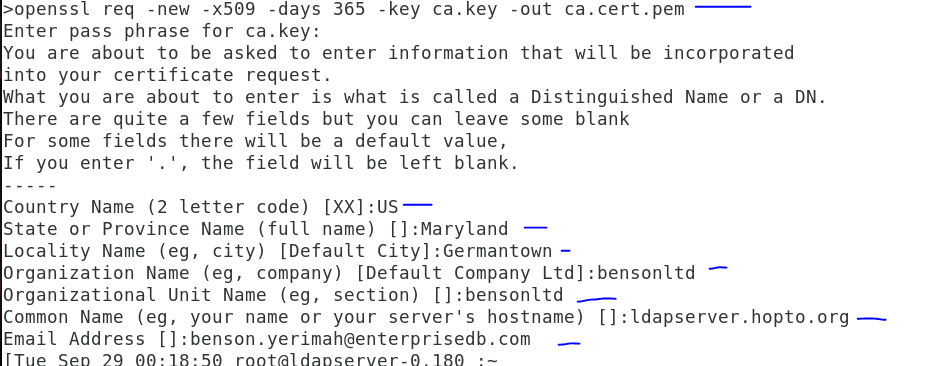 >openssl req -new -x509 -days 365 -key ca.key -out ca.cert.pem
Enter pass phrase for ca.key:
You are about to be asked to enter information that will be incorporated
into your certificate request.
What you are about to enter is what is called a Distinguished Name or a DN.
There are quite a few fields but you can leave some blank
For some fields there will be a default value,
If you enter '.', the field will be left blank.
-----
Country Name (2 letter code) [XX]:US
State or Province Name (full name) []:Maryland
Locality Name (eg, city) [Default City]:Germantown
Organization Name (eg, company) [Default Company Ltd]:bensonltd
Organizational Unit Name (eg, section) []:bensonltd
Common Name (eg, your name or your server's hostname) []:ldapserver.hopto.org
Email Address []:benson.yerimah@enterprisedb.com
[Tue Sep 29 00:18:50 root@ldapserver-0.180 :~